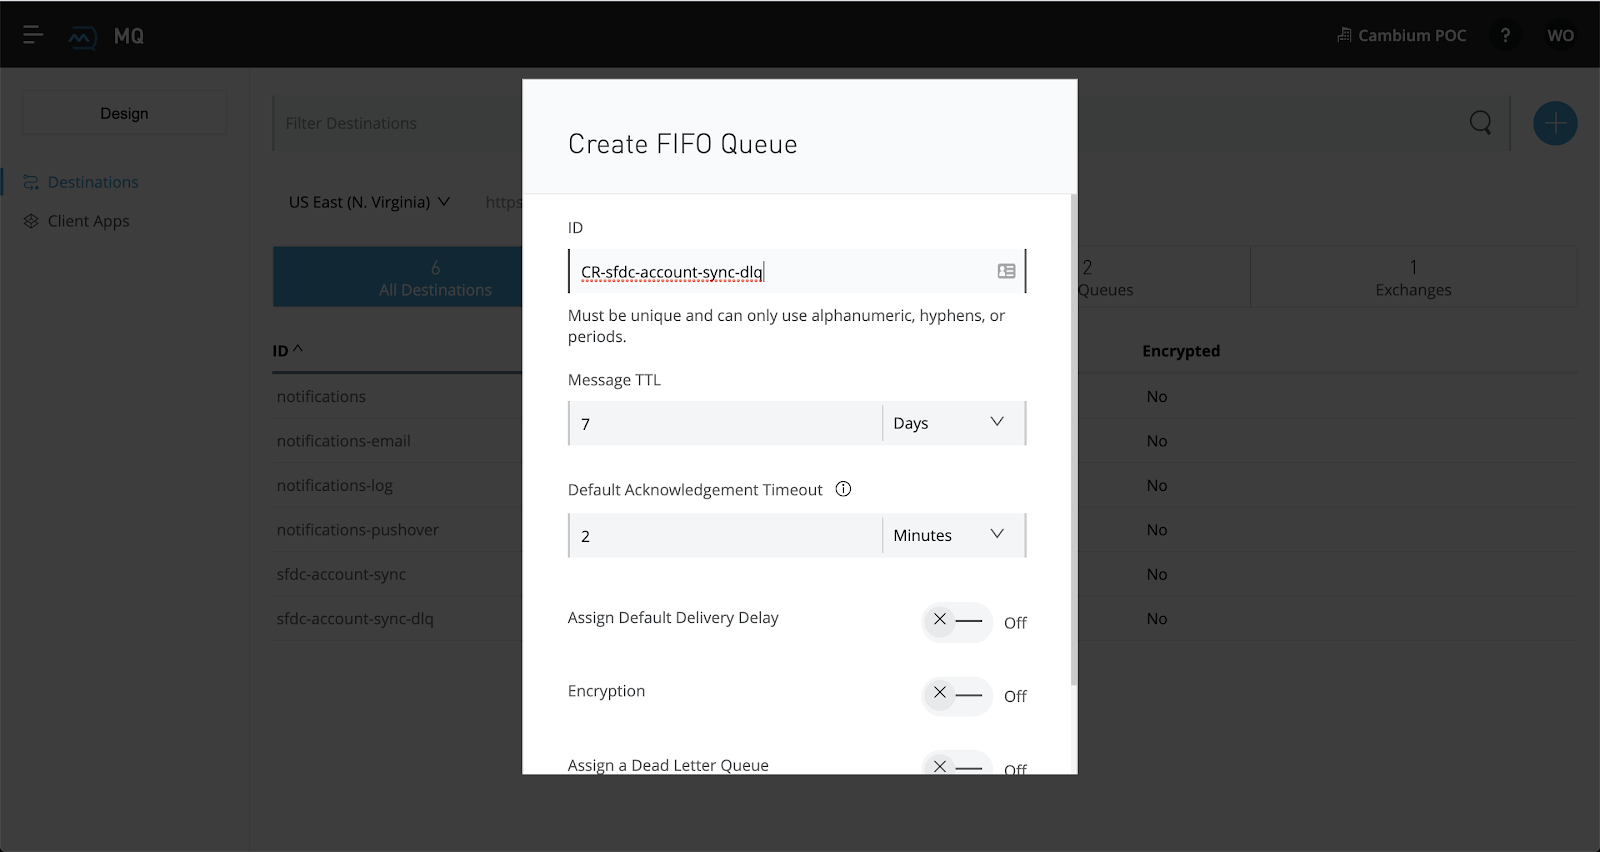 MQ
Cambium POC
?
WO
Design
Filter Destinations
Destinations
Client Apps
US East (N. Virginia)
https
6
All Destinations
2
Queues
1
Exchanges
ID
Encrypted
notifications
No
notifications-email
No
notifications-log
No
notifications-pushover
No
sfdc-account-sync
No
sfdc-account-sync-dlq
No
Create FIFO Queue
ID
CR-sfdc-account-sync-dlq
Must be unique and can only use alphanumeric, hyphens, or
periods.
Message TTL
7
Days
Default Acknowledgement Timeout
2
Minutes
Assign Default Delivery Delay
Off
Encryption
Off
Assign a Dead Letter Queue
Off